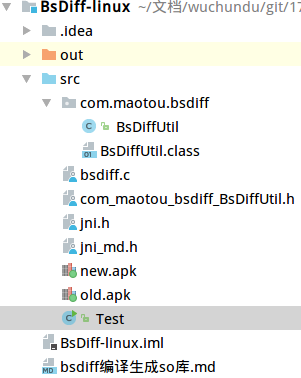 BsDiff-linux ~/文档/wuchundu/git/17
.idea
out
src
com.maotou.bsdiff
BsDiffUtil
BsDiffUtil.class
bsdiff.c
com_maotou_bsdiff_BsDiffUtil.h
jni.h
jni_md.h
new.apk
old.apk
Test
BsDiff-linux.iml
bsdiff编译生成so库.md